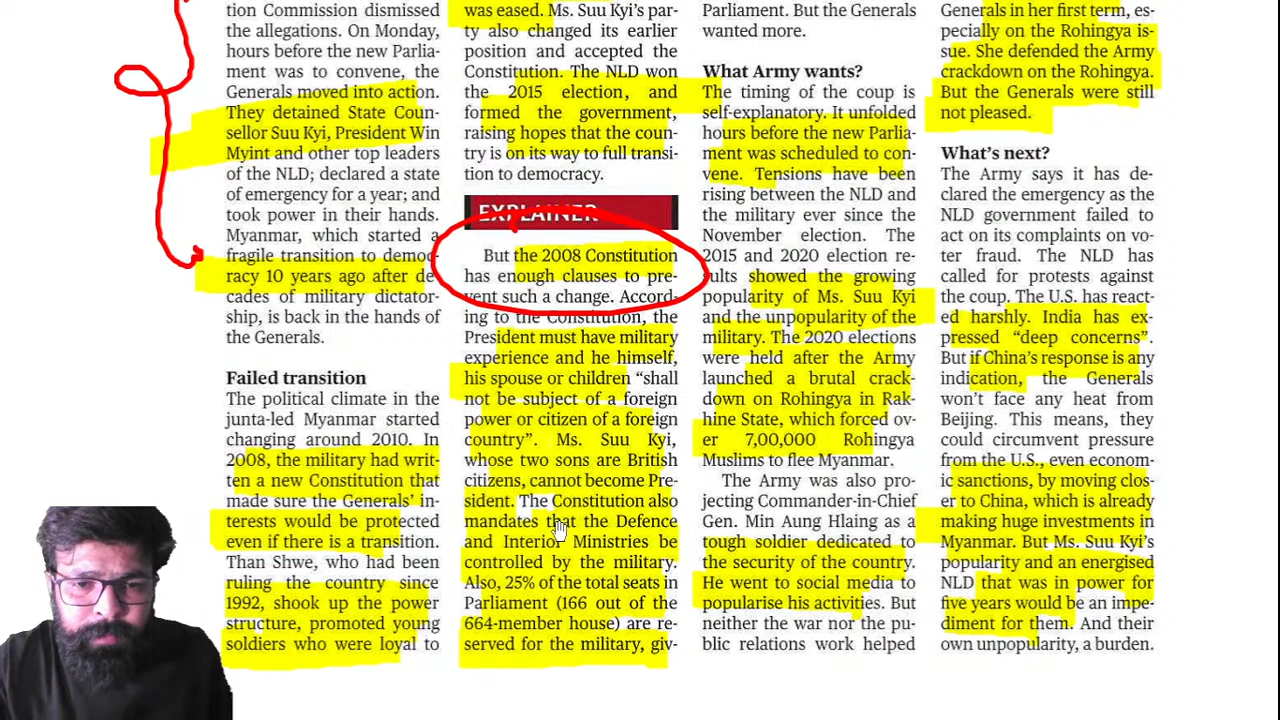 tion Commission dismissed
the allegations. On Monday,
hours before the new Parlia-
ment was to convene, the
Generals moved into action.
They detained State Coun-
sellor Suu Kyi, President Win
Myint and other top leaders
of the NLD; declared a state
of emergency for a year; and
took power in their hands.
Myanmar, which started a
fragile transition to democ-
racy 10 years ago after de-
cades of military dictator-
ship, is back in the hands of
the Generals.
Failed transition
The political climate in the
junta-led Myanmar started
changing around 2010. In
2008, the military had writ-
ten a new Constitution that
made sure the Generals' in-
terests would be protected
even if there is a transition.
Than Shwe, who had been
ruling the country since
1992, shook up the power
structure, promoted young
soldiers who were loyal to
was eased. Ms. Suu Kyi's par-
ty also changed its earlier
position and accepted the
Constitution. The NLD won
the 2015 election, and
formed the government,
raising hopes that the coun-
try is on its way to full transi-
tion to democracy.
EXPLAINER
But the 2008 Constitution
has enough clauses to pre-
vent such a change. Accord-
ing to the Constitution, the
President must have military
experience and he himself,
his spouse or children “shall
not be subject of a foreign
power or citizen of a foreign
country”. Ms. Suu Kyi,
whose two sons are British
citizens, cannot become Pre-
sident. The Constitution also
mandates that the Defence
and Interior Ministries be
controlled by the military.
Also, 25% of the total seats in
Parliament (166 out of the
664-member house) are re-
served for the military, giv-
Parliament. But the Generals
wanted more.
What Army wants?
The timing of the coup is
self-explanatory. It unfolded
hours before the new Parlia-
ment was scheduled to con-
vene. Tensions have been
rising between the NLD and
the military ever since the
November election. The
2015 and 2020 election re-
sults showed the growing
popularity of Ms. Suu Kyi
and the unpopularity of the
military. The 2020 elections
were held after the Army
launched a brutal crack-
down on Rohingya in Rak-
hine State, which forced ov-
er 7,00,000 Rohingya
Muslims to flee Myanmar.
The Army was also pro-
jecting Commander-in-Chief
Gen. Min Aung Hlaing as a
tough soldier dedicated to
the security of the country.
He went to social media to
popularise his activities. But
neither the war nor the pu-
blic relations work helped
Generals in her first term, es-
pecially on the Rohingya is-
sue. She defended the Army
crackdown on the Rohingya.
But the Generals were still
not pleased.
What's next?
The Army says it has de-
clared the emergency as the
NLD government failed to
act on its complaints on vo-
ter fraud. The NLD has
called for protests against
the coup. The U.S. has react-
ed harshly. India has ex-
pressed “deep concerns”.
But if China's response is any
indication, the Generals
won't face any heat from
Beijing. This means, they
could circumvent pressure
from the U.S., even econom-
ic sanctions, by moving clos-
er to China, which is already
making huge investments in
Myanmar. But Ms. Suu Kyi's
popularity and an energised
NLD that was in power for
five years would be an impe-
diment for them. And their
own unpopularity, a burden.